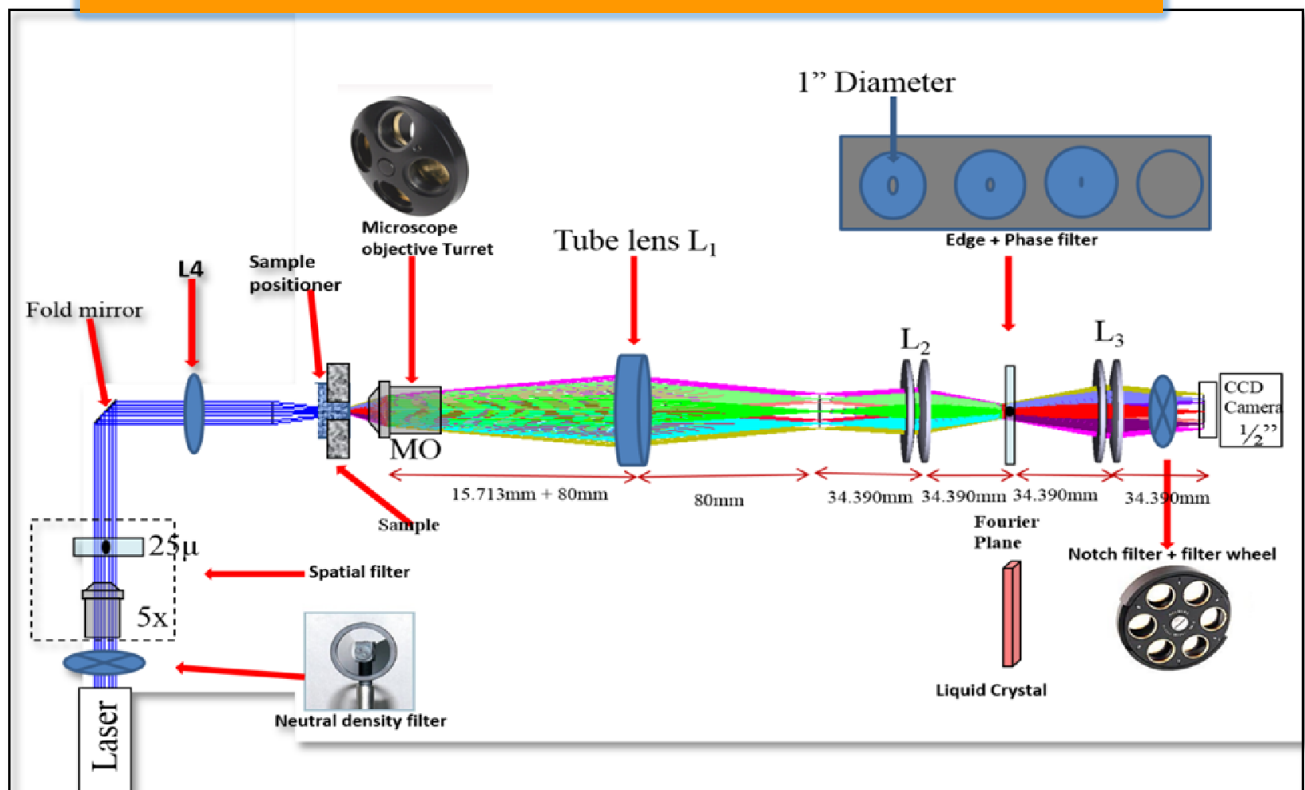 1” Diameter
Microscope
objective Turret
Tube lens L1
Edge + Phase filter
L4
Sample
positioner
Fold mirror
L2
L3
CCD
Camera
½”
MO
15.713mm + 80mm
80mm
34.390mm
34.390mm
34.390mm
34.390mm
Sample
Fourier
Plane
Notch filter + filter wheel
25μ
Spatial filter
5x
Liquid Crystal
Neutral density filter
Laser